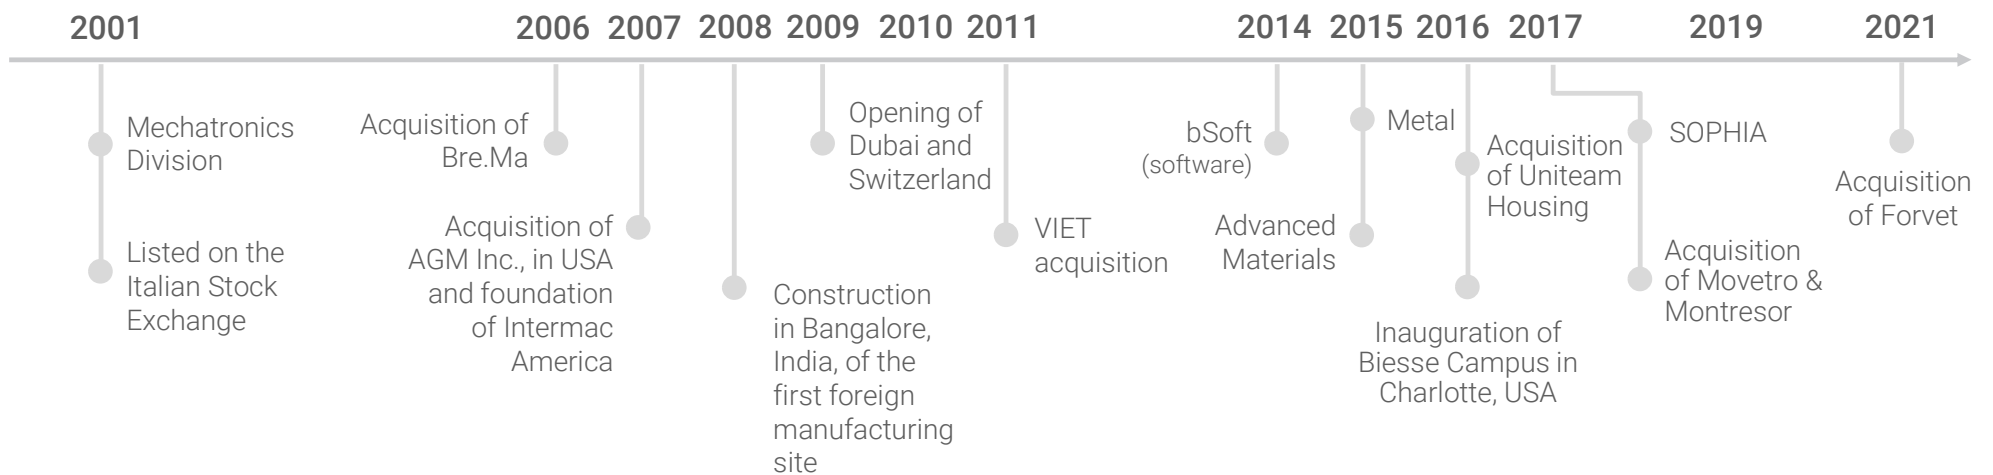 2001 2006 2007 2008 2009 2010 2011 2014 2015 2016 2017 2019 2021
Mechatronics
Division
Listed on the
Italian Stock
Exchange
Acquisition of
Bre.Ma
Acquisition of
AGM Inc., in USA
and foundation
of Intermac
America
Construction
in Bangalore,
India, of the
first foreign
manufacturing
site
Opening of
Dubai and
Switzerland
VIET
acquisition
bSoft
(software)
Metal
Advanced
Materials
Acquisition
of Uniteam
Housing
Inauguration of
Biesse Campus in
Charlotte, USA
SOPHIA
Acquisition
of Movetro &
Montresor
Acquisition
of Forvet